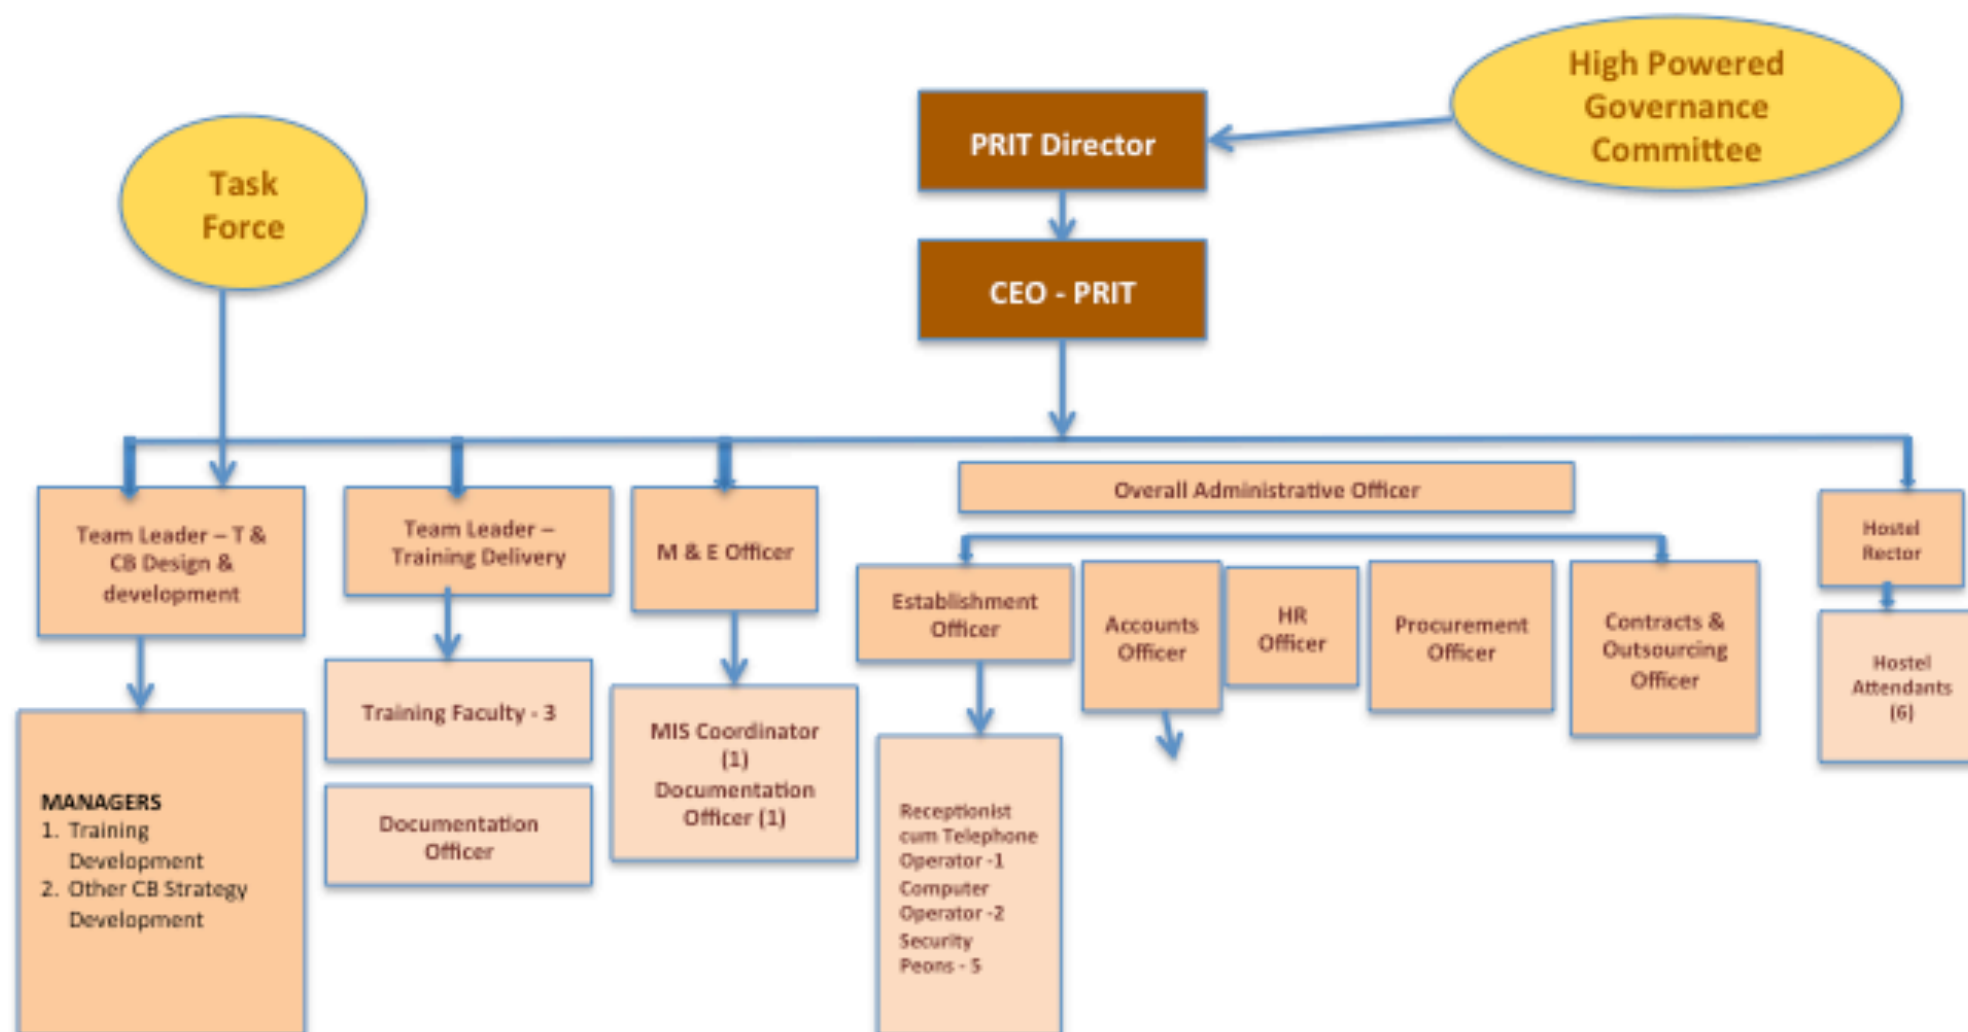 High Powered
Governance
Committee
PRIT Director
Task
Force
CEO - PRIT
Overall Administrative Officer
Team Leader – T &
CB Design &
development
Team Leader –
Training Delivery
M & E Officer
Hostel
Rector
Establishment
Officer
Accounts
Officer
HR
Officer
Procurement
Officer
Contracts &
Outsourcing
Officer
Hostel
Attendants
(6)
Training Faculty - 3
MIS Coordinator
(1)
Documentation
Officer (1)
Documentation
Officer
MANAGERS
1. Training
Development
2. Other CB Strategy
Development
Receptionist
cum Telephone
Operator -1
Computer
Operator -2
Security
Peons - 5